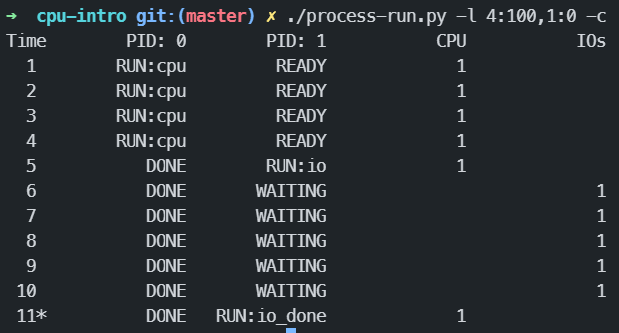 ➜  cpu-intro git:(master) ✗ ./process-run.py -l 4:100,1:0 -c
Time        PID: 0        PID: 1           CPU           IOs
  1        RUN:cpu         READY             1
  2        RUN:cpu         READY             1
  3        RUN:cpu         READY             1
  4        RUN:cpu         READY             1
  5           DONE        RUN:io             1
  6           DONE       WAITING                           1
  7           DONE       WAITING                           1
  8           DONE       WAITING                           1
  9           DONE       WAITING                           1
 10           DONE       WAITING                           1
 11*          DONE   RUN:io_done             1